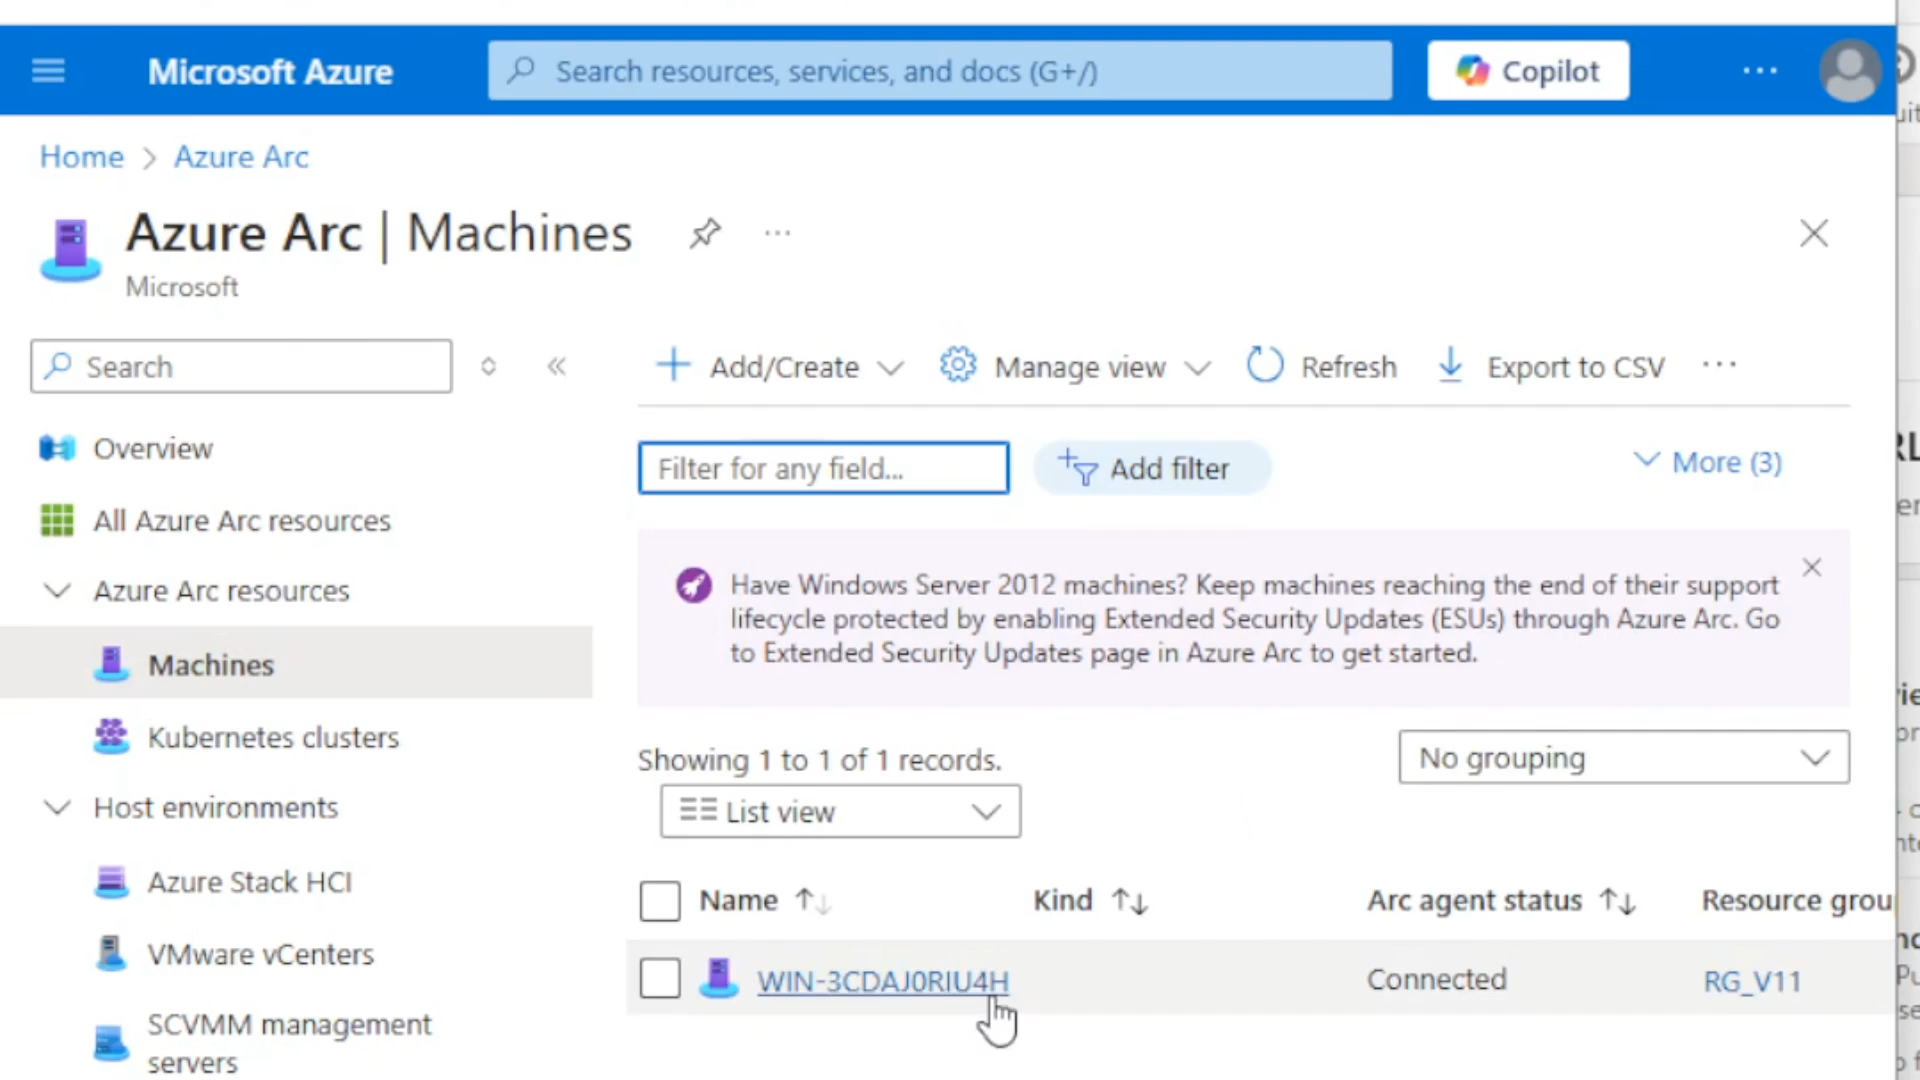 Microsoft Azure
Search resources, services, and docs (G+/)
Copilot
Home > Azure Arc
Azure Arc | Machines
Microsoft
Search
Add/Create
Manage view
Refresh
Export to CSV
Overview
All Azure Arc resources
Azure Arc resources
Machines
Kubernetes clusters
Host environments
Azure Stack HCI
VMware vCenters
SCVMM management
servers
Filter for any field...
Add filter
More (3)
Have Windows Server 2012 machines? Keep machines reaching the end of their support
lifecycle protected by enabling Extended Security Updates (ESUs) through Azure Arc. Go
to Extended Security Updates page in Azure Arc to get started.
Showing 1 to 1 of 1 records.
No grouping
List view
Name
Kind
Arc agent status
Resource grou
WIN-3CDAJ0RIU4H
Connected
RG_V11